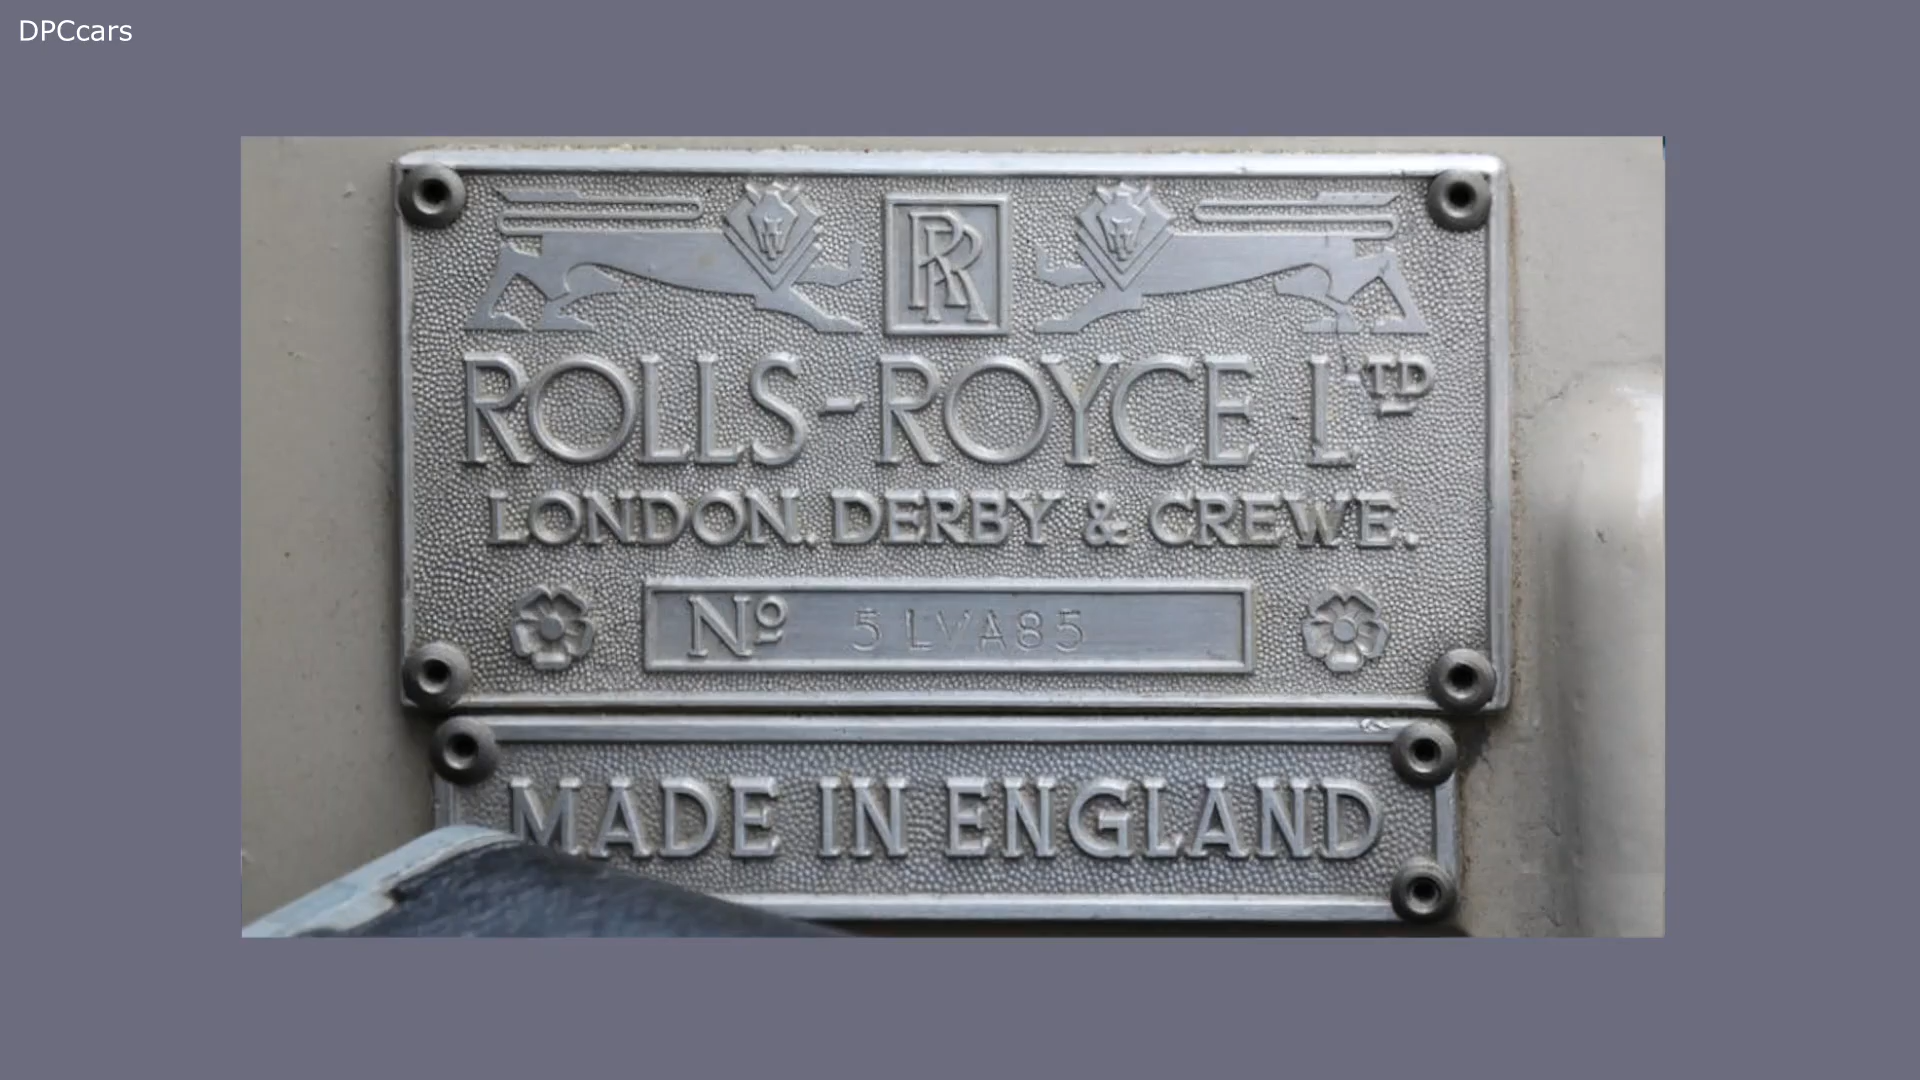 DPCcars
RR
ROLLS-ROYCE LTD
LONDON. DERBY & CREWE.
Nº 5LVA85
MADE IN ENGLAND